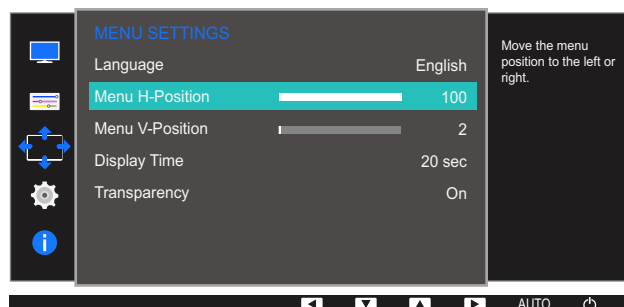 MENU SETTINGS
Language English
Menu H-Position 100
Menu V-Position 2
Display Time 20 sec
Transparency On
Move the menu
position to the left or
right.
i
AUTO